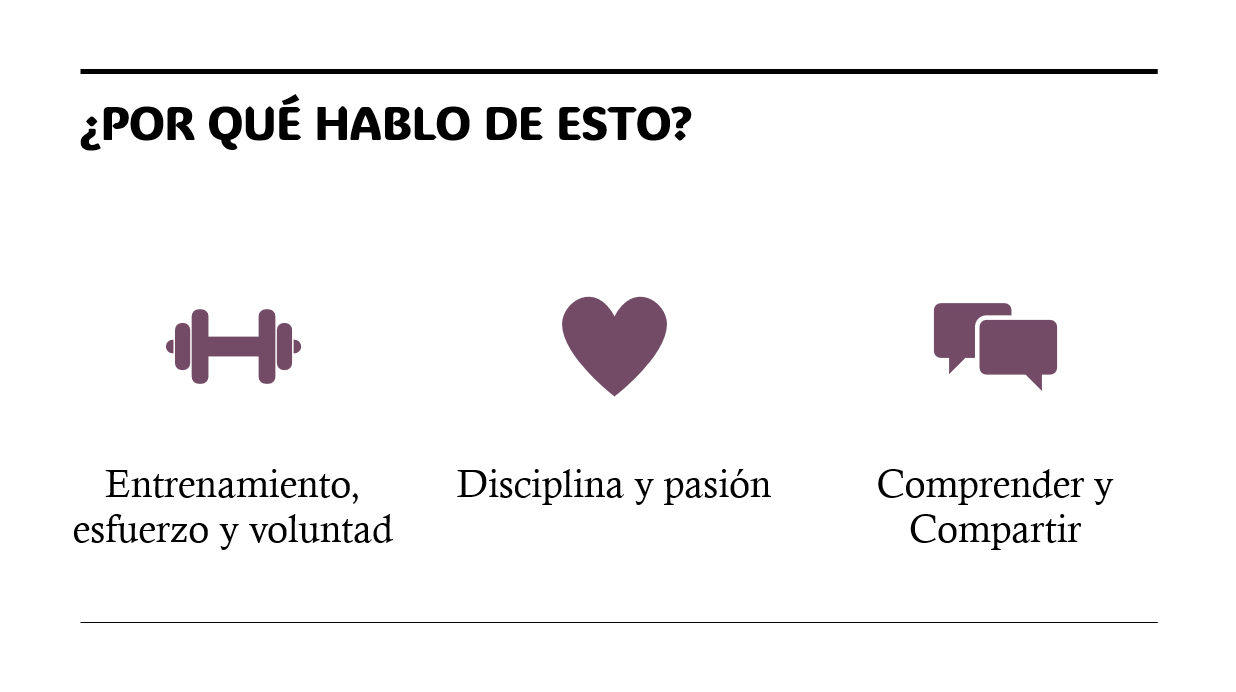 ¿POR QUÉ HABLO DE ESTO?
Entrenamiento,
esfuerzo y voluntad
Disciplina y pasión
Comprender y
Compartir